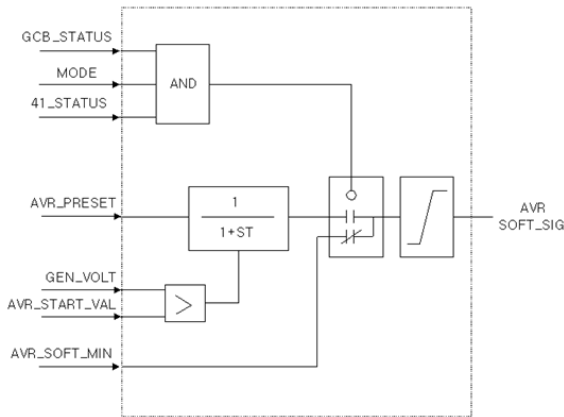 GCB_STATUS
MODE
41_STATUS
AND
AVR_PRESET
1
1+ST
AVR
SOFT_SIG
GEN_VOLT
AVR_START_VAL
>
AVR_SOFT_MIN